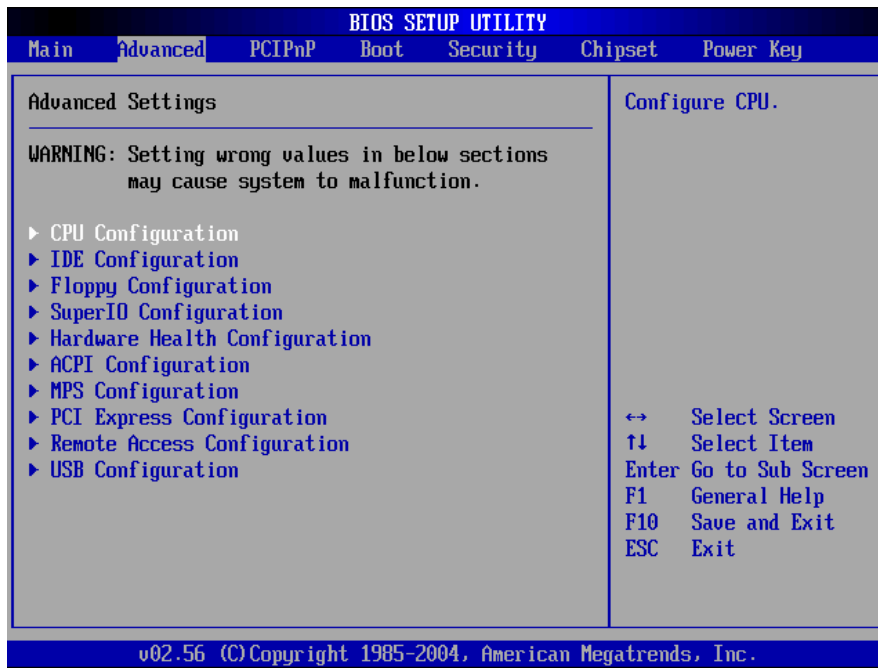 BIOS SETUP UTILITY
Main Advanced PCIPnP Boot Security Chipset Power Key
Advanced Settings
WARNING: Setting wrong values in below sections
may cause system to malfunction.
CPU Configuration
IDE Configuration
Floppy Configuration
SuperIO Configuration
Hardware Health Configuration
ACPI Configuration
MPS Configuration
PCI Express Configuration
Remote Access Configuration
USB Configuration
Configure CPU.
←→ Select Screen
↑↓ Select Item
Enter Go to Sub Screen
F1 General Help
F10 Save and Exit
ESC Exit
v02.56 (C)Copyright 1985-2004, American Megatrends, Inc.